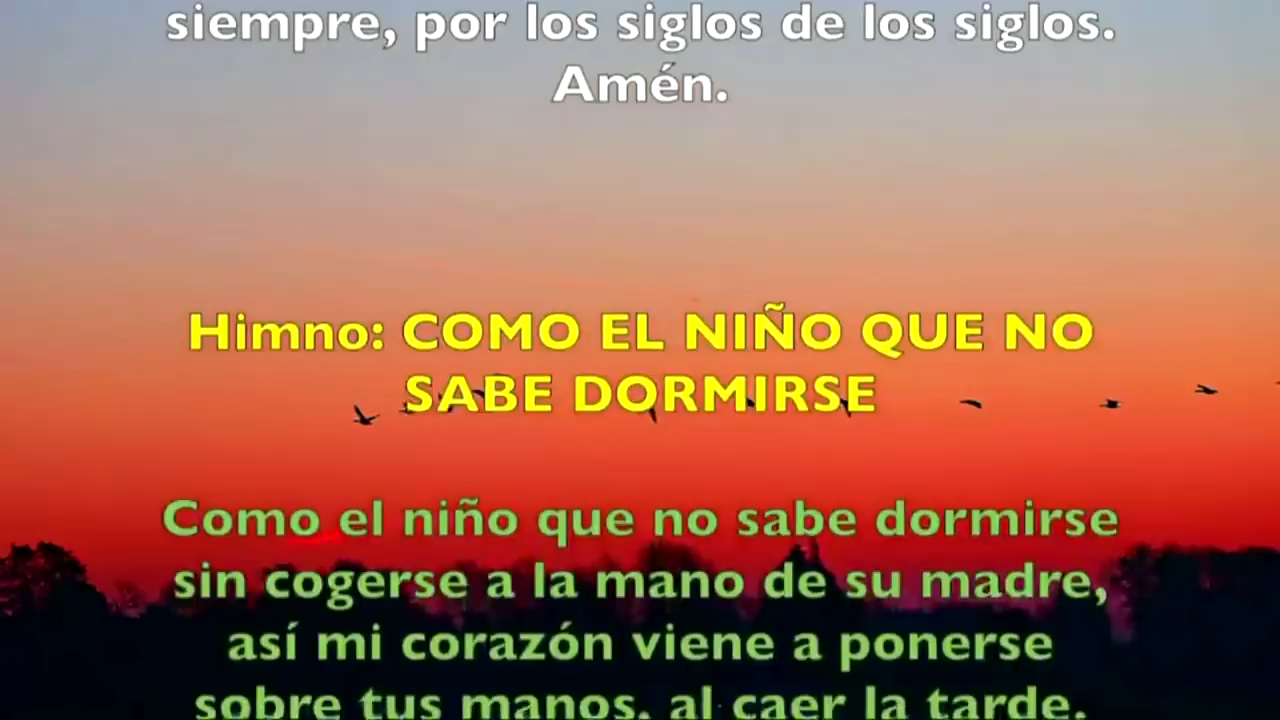 siempre, por los siglos de los siglos.
Amén.
Himno: COMO EL NIÑO QUE NO
SABE DORMIRSE
Como el niño que no sabe dormirse
sin cogerse a la mano de su madre,
así mi corazón viene a ponerse
sobre tus manos, al caer la tarde.